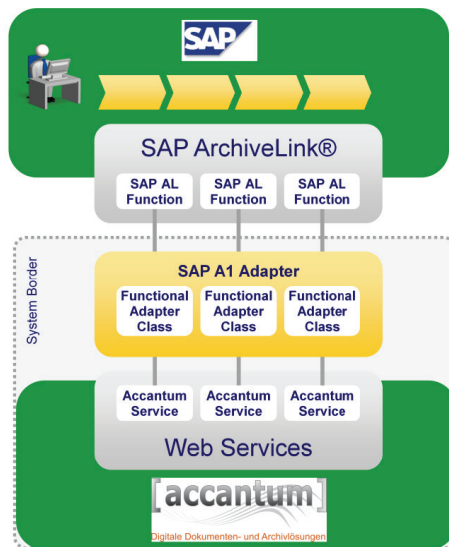 SAP
SAP ArchiveLink®
SAP AL Function
SAP AL Function
SAP AL Function
System Border
SAP A1 Adapter
Functional Adapter Class
Functional Adapter Class
Functional Adapter Class
Accantum Service
Accantum Service
Accantum Service
Web Services
[accantum]
Digitale Dokumenten- und Archivlösungen